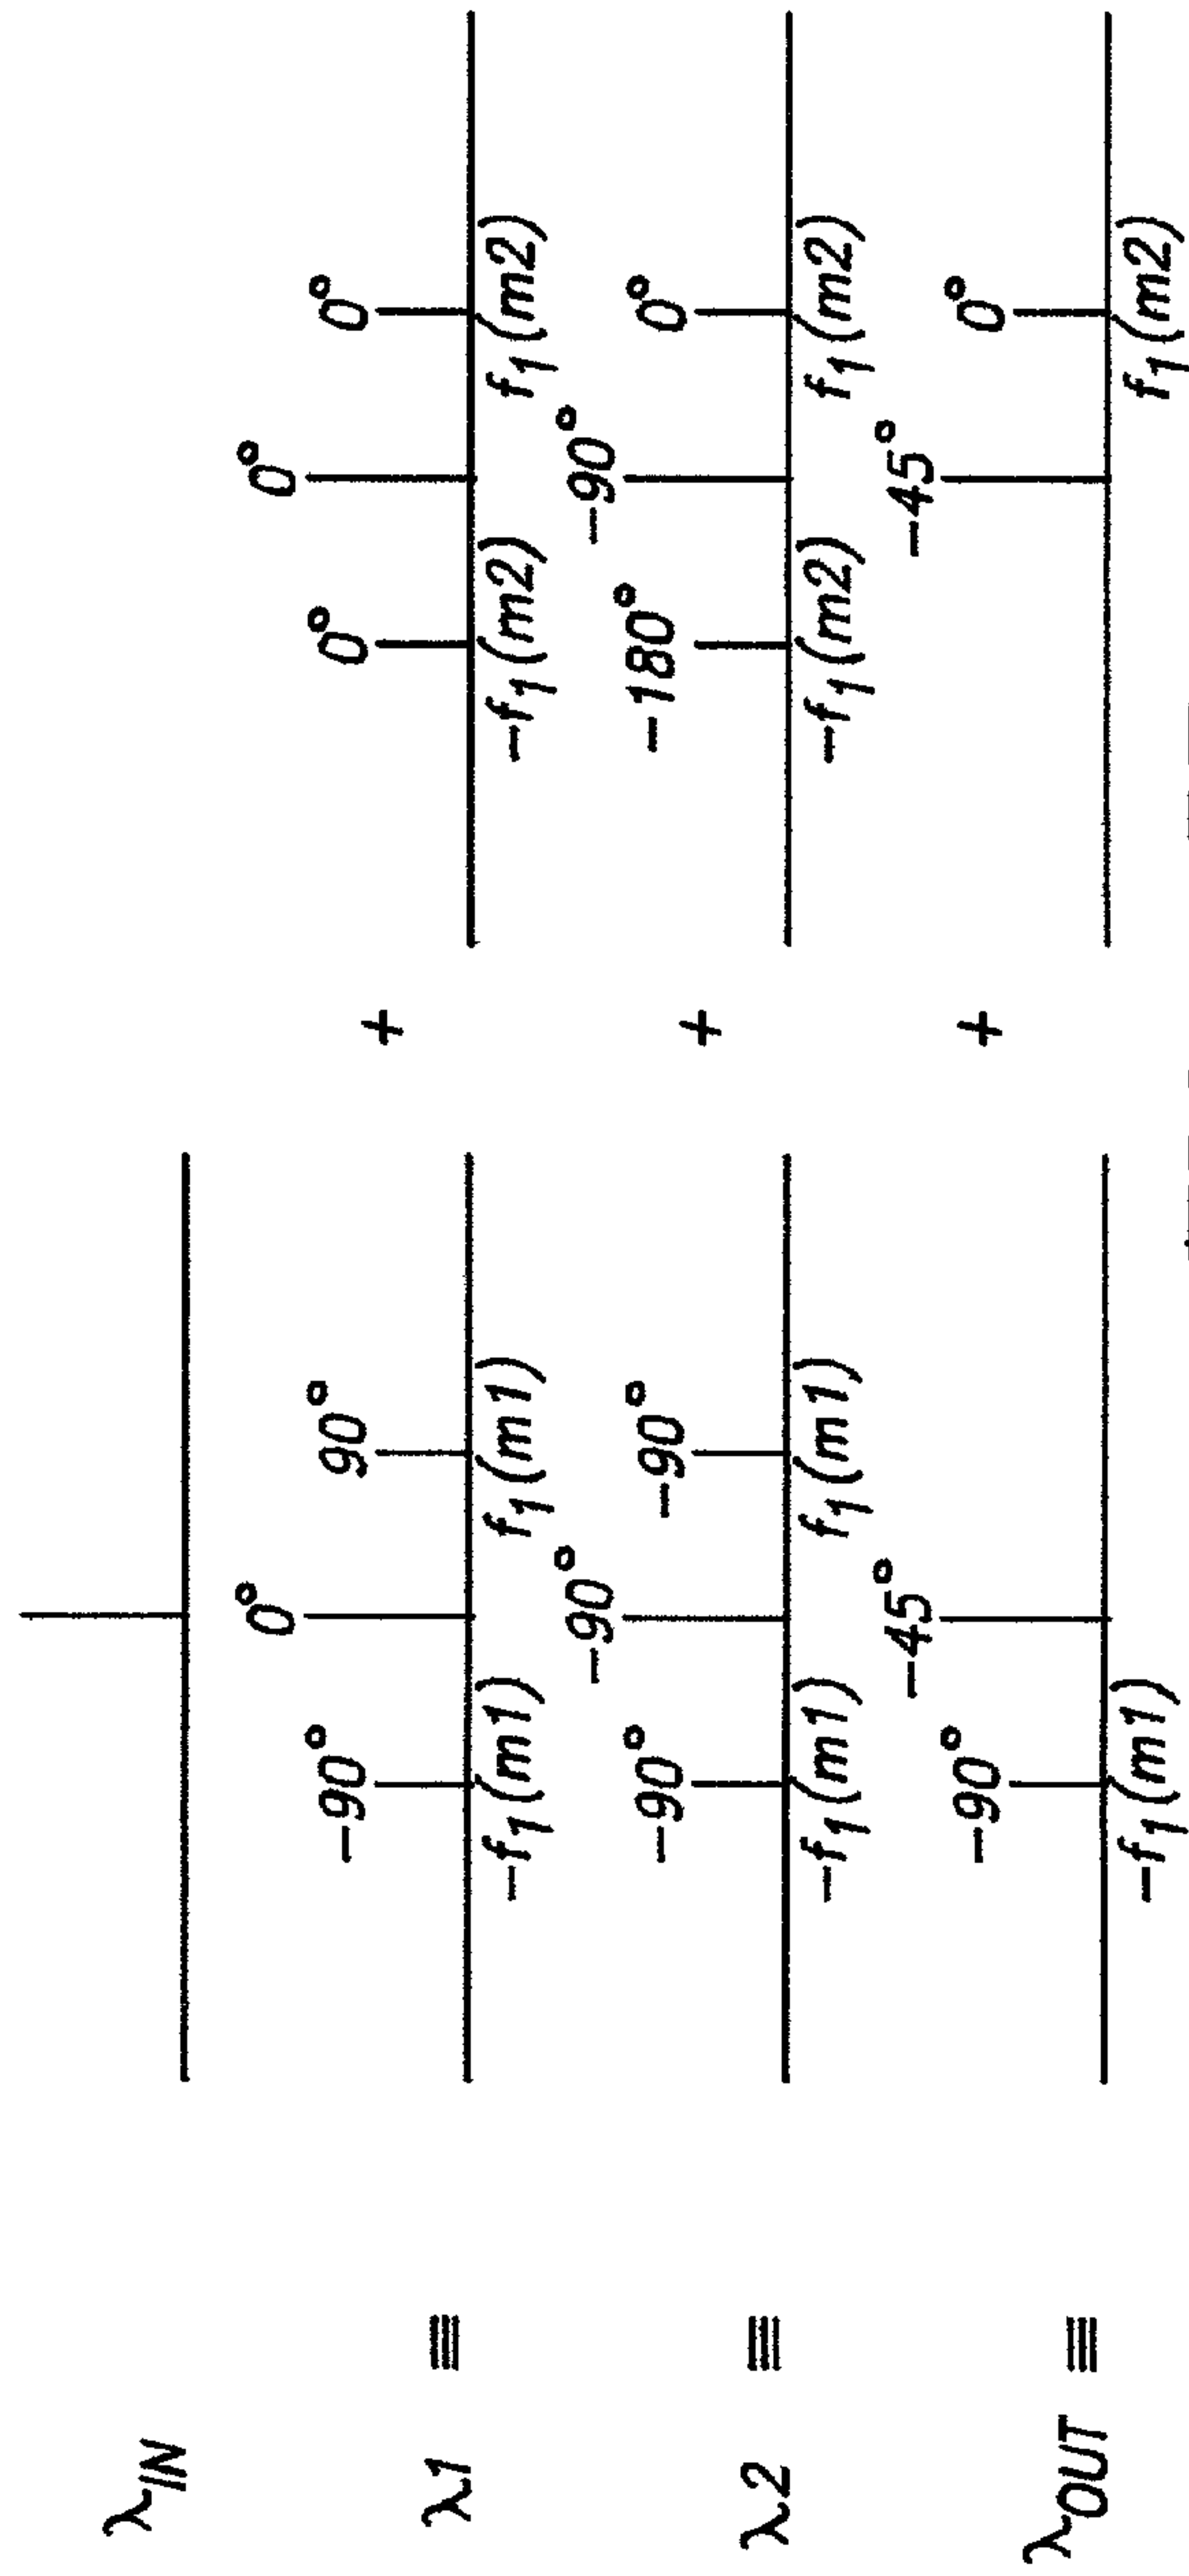 λIN
λ1 ≡ -90° 0° 90° + 0° 0° 0°
-f1(m1) f1(m1) -f1(m2) f1(m2)
λ2 ≡ -90° -90° -90° + -180° -90° 0°
-f1(m1) f1(m1) -f1(m2) f1(m2)
λOUT ≡ -90° -45° + -45° 0°
-f1(m1) f1(m2)